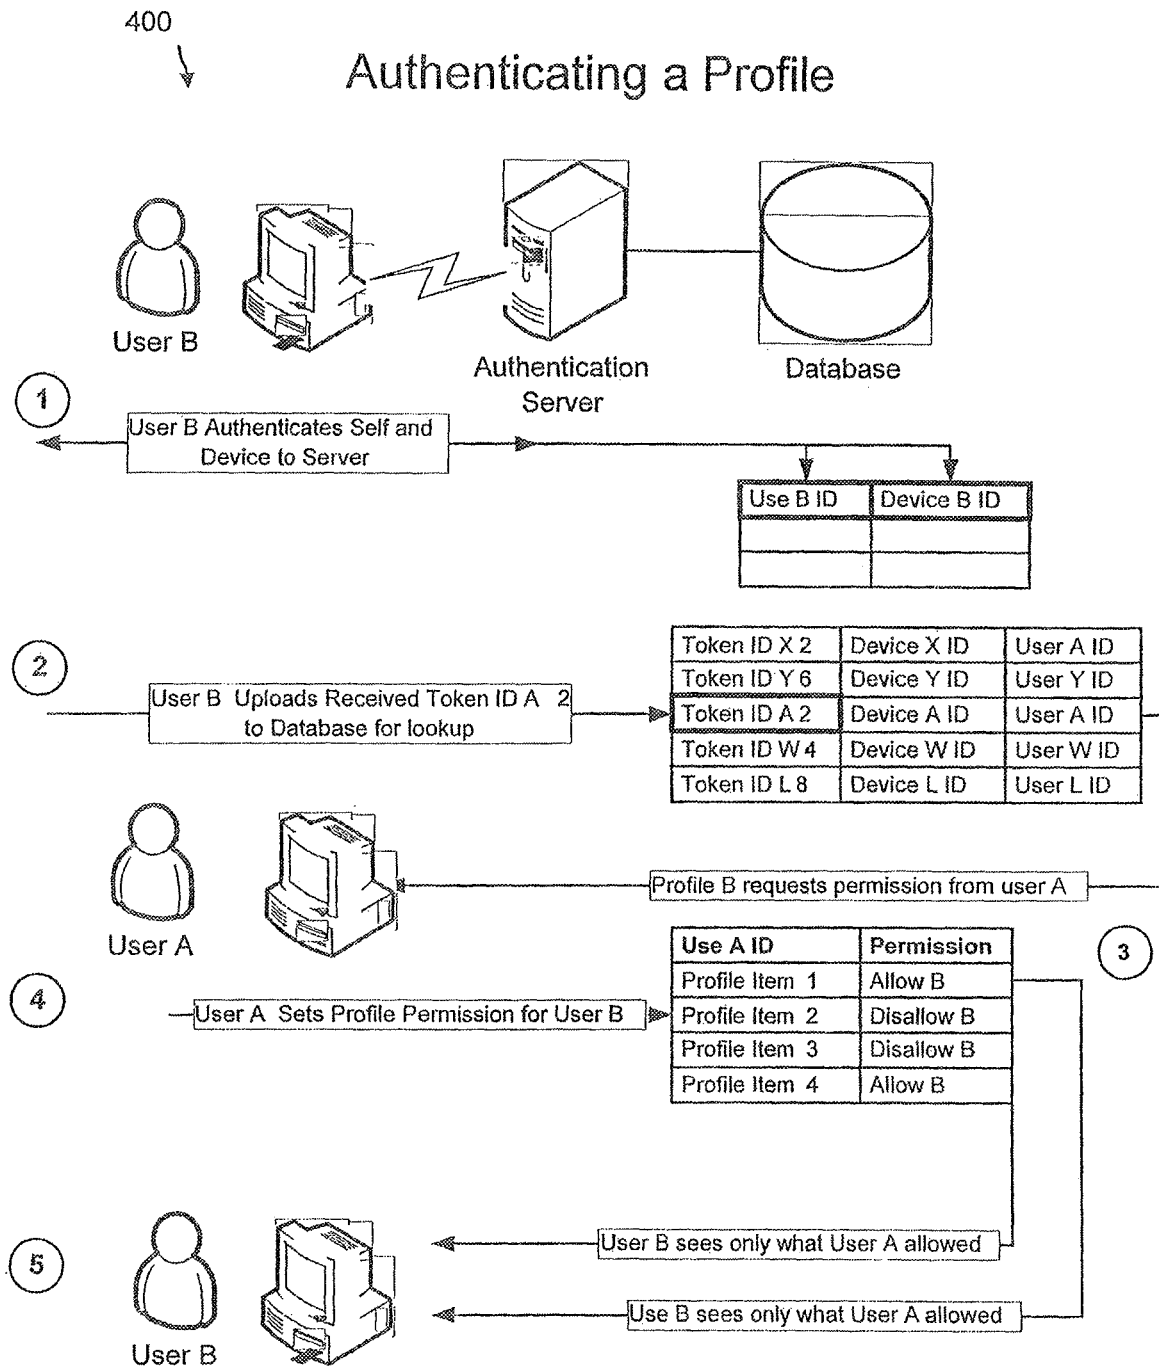 400
Authenticating a Profile
User B
Authentication
Server
Database
1
User B Authenticates Self and
Device to Server
Use B ID Device B ID
2
User B Uploads Received Token ID A 2
to Database for lookup
Token ID X 2 Device X ID User A ID
Token ID Y 6 Device Y ID User Y ID
Token ID A 2 Device A ID User A ID
Token ID W 4 Device W ID User W ID
Token ID L 8 Device L ID User L ID
User A
Profile B requests permission from user A
3
4
User A Sets Profile Permission for User B
Use A ID Permission
Profile Item 1 Allow B
Profile Item 2 Disallow B
Profile Item 3 Disallow B
Profile Item 4 Allow B
5
User B sees only what User A allowed
Use B sees only what User A allowed
User B